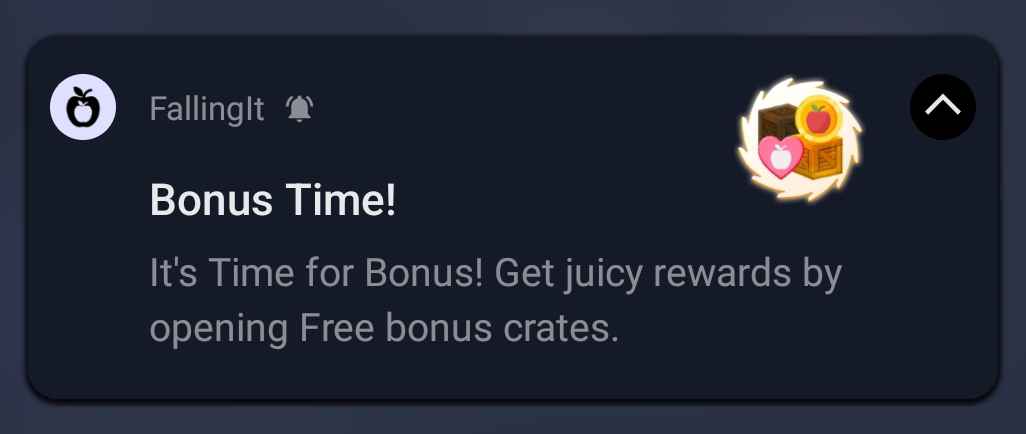 FallingIt
Bonus Time!
It's Time for Bonus! Get juicy rewards by
opening Free bonus crates.